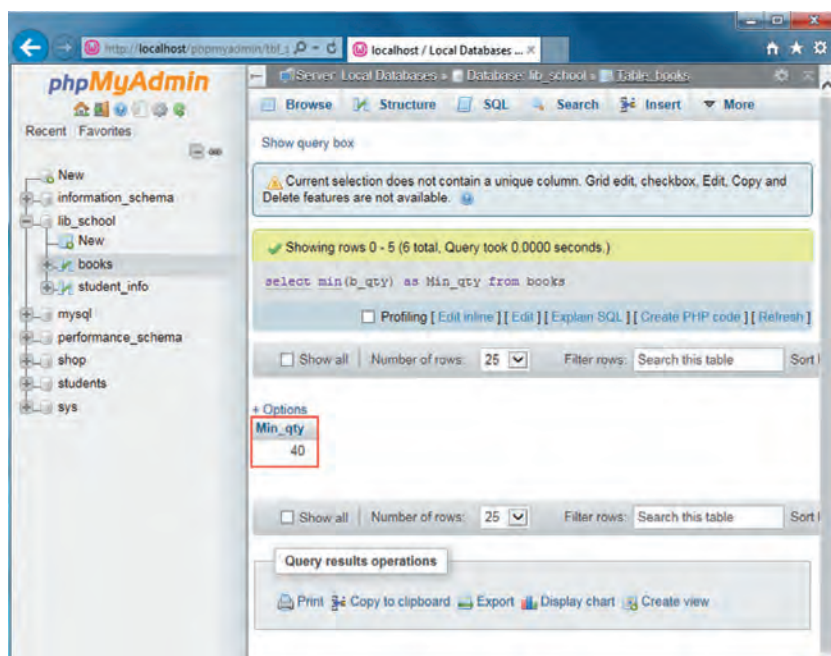 http://localhost/phpmyadmin/tbl_s
localhost / Local Databases ...
phpMyAdmin
Recent Favorites
New
information_schema
lib_school
New
books
student_info
mysql
performance_schema
shop
students
sys
Server: Local Databases » Database: lib_school » Table: books
Browse Structure SQL Search Insert More
Show query box
Current selection does not contain a unique column. Grid edit, checkbox, Edit, Copy and
Delete features are not available.
Showing rows 0 - 5 (6 total, Query took 0.0000 seconds.)
select min(b_qty) as Min_qty from books
Profiling [ Edit inline ] [ Edit ] [ Explain SQL ] [ Create PHP code ] [ Refresh ]
Show all Number of rows: 25 Filter rows: Search this table Sort
+ Options
Min_qty
40
Show all Number of rows: 25 Filter rows: Search this table Sort
Query results operations
Print Copy to clipboard Export Display chart Create view